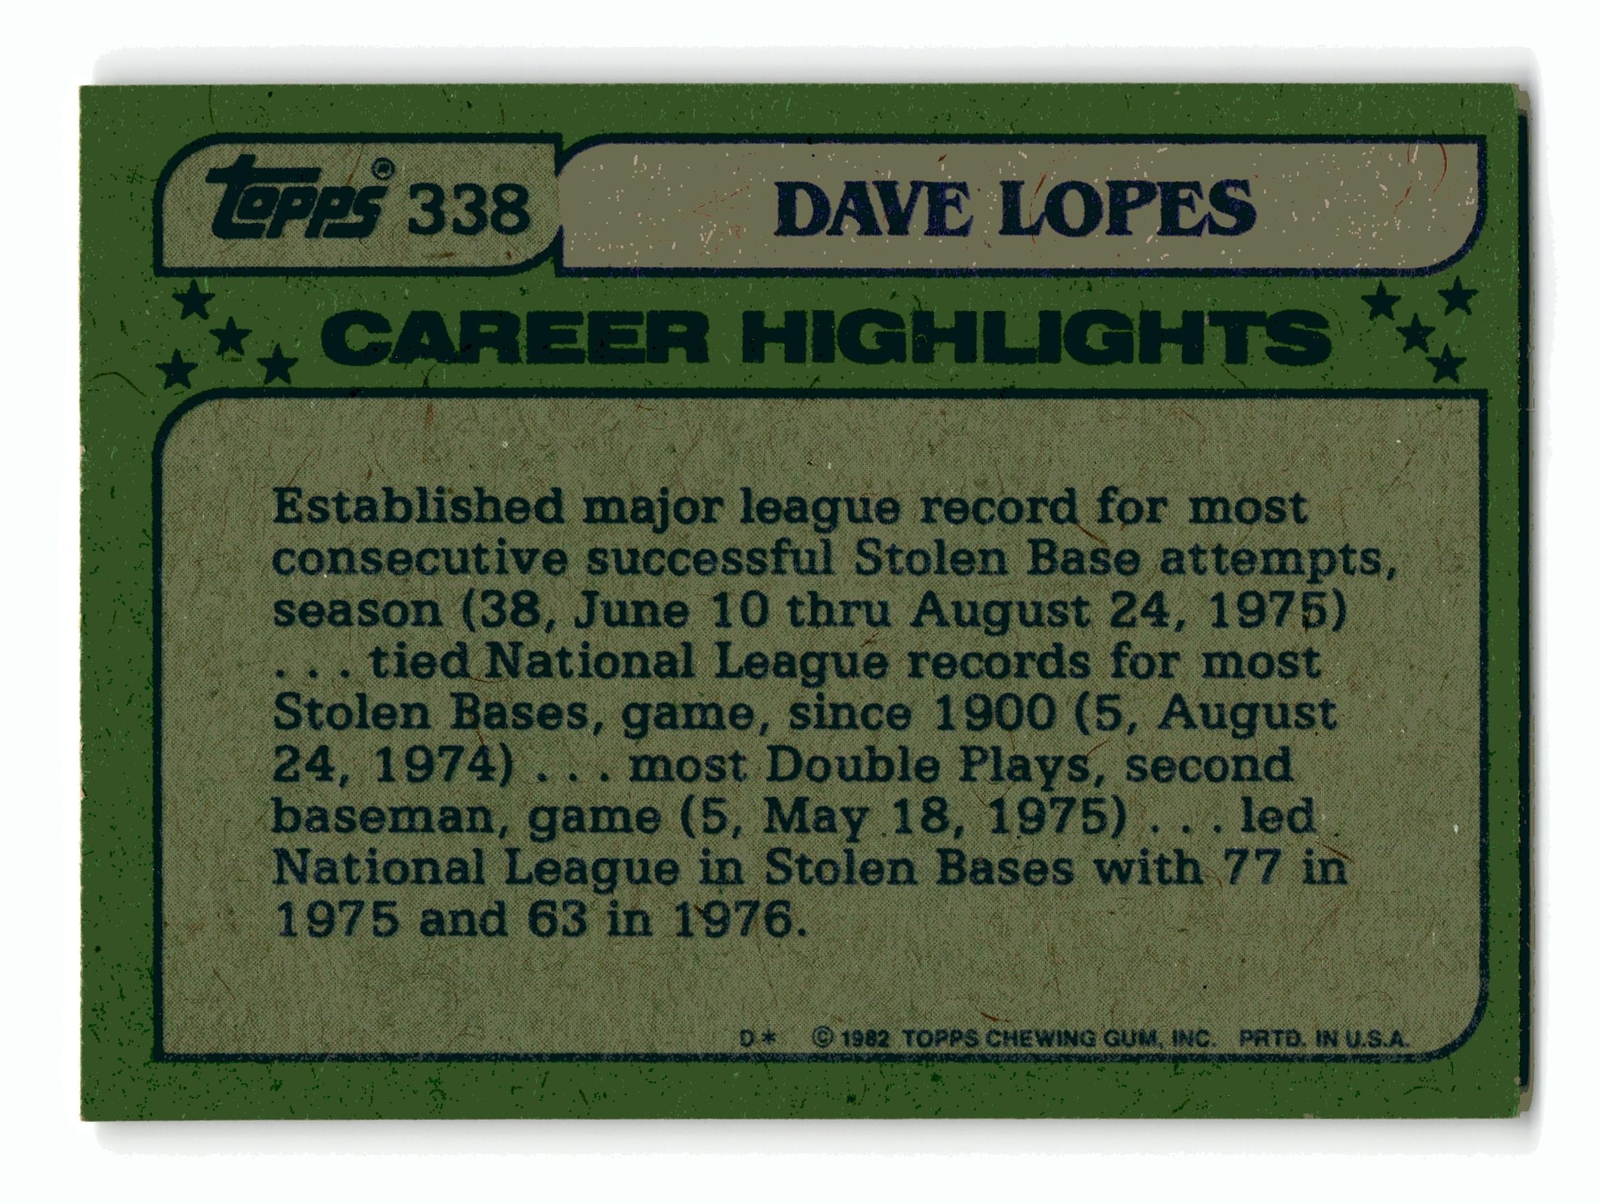 Topps® 338
DAVE LOPES
CAREER HIGHLIGHTS
Established major league record for most
consecutive successful Stolen Base attempts,
season (38, June 10 thru August 24, 1975)
. . . tied National League records for most
Stolen Bases, game, since 1900 (5, August
24, 1974) . . . most Double Plays, second
baseman, game (5, May 18, 1975) . . . led
National League in Stolen Bases with 77 in
1975 and 63 in 1976.
D* © 1982 TOPPS CHEWING GUM, INC. PRTD. IN U.S.A.